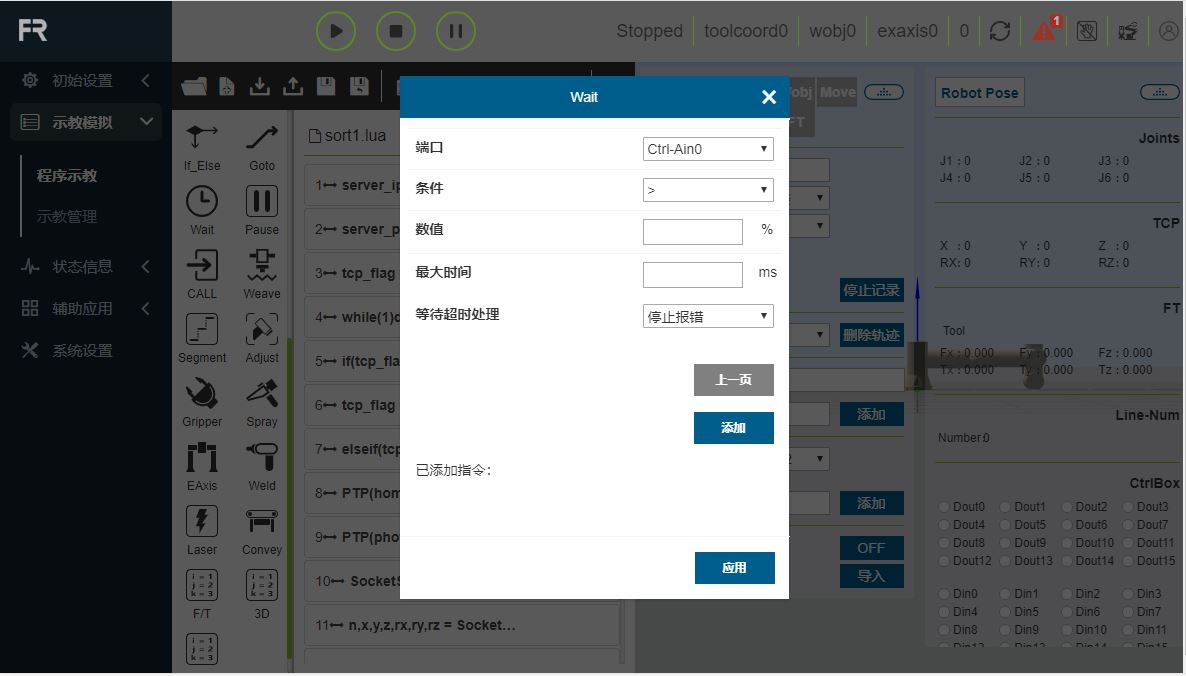 FR
Stopped
toolcoord0
wobj0
exaxis0
0
1
初始设置
示教模拟
程序示教
示教管理
状态信息
辅助应用
系统设置
If_Else
Goto
Wait
Pause
CALL
Weave
Segment
Adjust
Gripper
Spray
EAxis
Weld
Laser
Convey
F/T
3D
sort1.lua
1 server_ip
2 server_p
3 tcp_flag
4 while(1)d
5 if(tcp_fla
6 tcp_flag
7 elseif(tcp
8 PTP(hom
9 PTP(pho
10 SocketS
11 n,x,y,z,rx,ry,rz = Socket...
Wait
端口
Ctrl-Ain0
条件
>
数值
%
最大时间
ms
等待超时处理
停止报错
上一页
添加
已添加指令：
应用
obj
Move
FT
停止记录
删除轨迹
添加
2
添加
OFF
导入
Robot Pose
Joints
J1 : 0 J2 : 0 J3 : 0
J4 : 0 J5 : 0 J6 : 0
TCP
X : 0 Y : 0 Z : 0
RX: 0 RY: 0 RZ: 0
FT
Tool
Fx : 0.000 Fy : 0.000 Fz : 0.000
Tx : 0.000 Ty : 0.000 Tz : 0.000
Line-Num
Number:0
CtrlBox
Dout0 Dout1 Dout2 Dout3
Dout4 Dout5 Dout6 Dout7
Dout8 Dout9 Dout10 Dout11
Dout12 Dout13 Dout14 Dout15
Din0 Din1 Din2 Din3
Din4 Din5 Din6 Din7
Din8 Din9 Din10 Din11
Din12 Din13 Din14 Din15